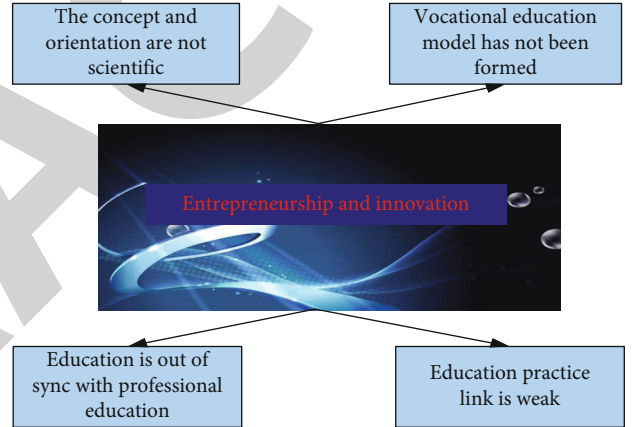 The concept and
orientation are not
scientific
Vocational education
model has not been
formed
Entrepreneurship and innovation
Education is out of
sync with professional
education
Education practice
link is weak